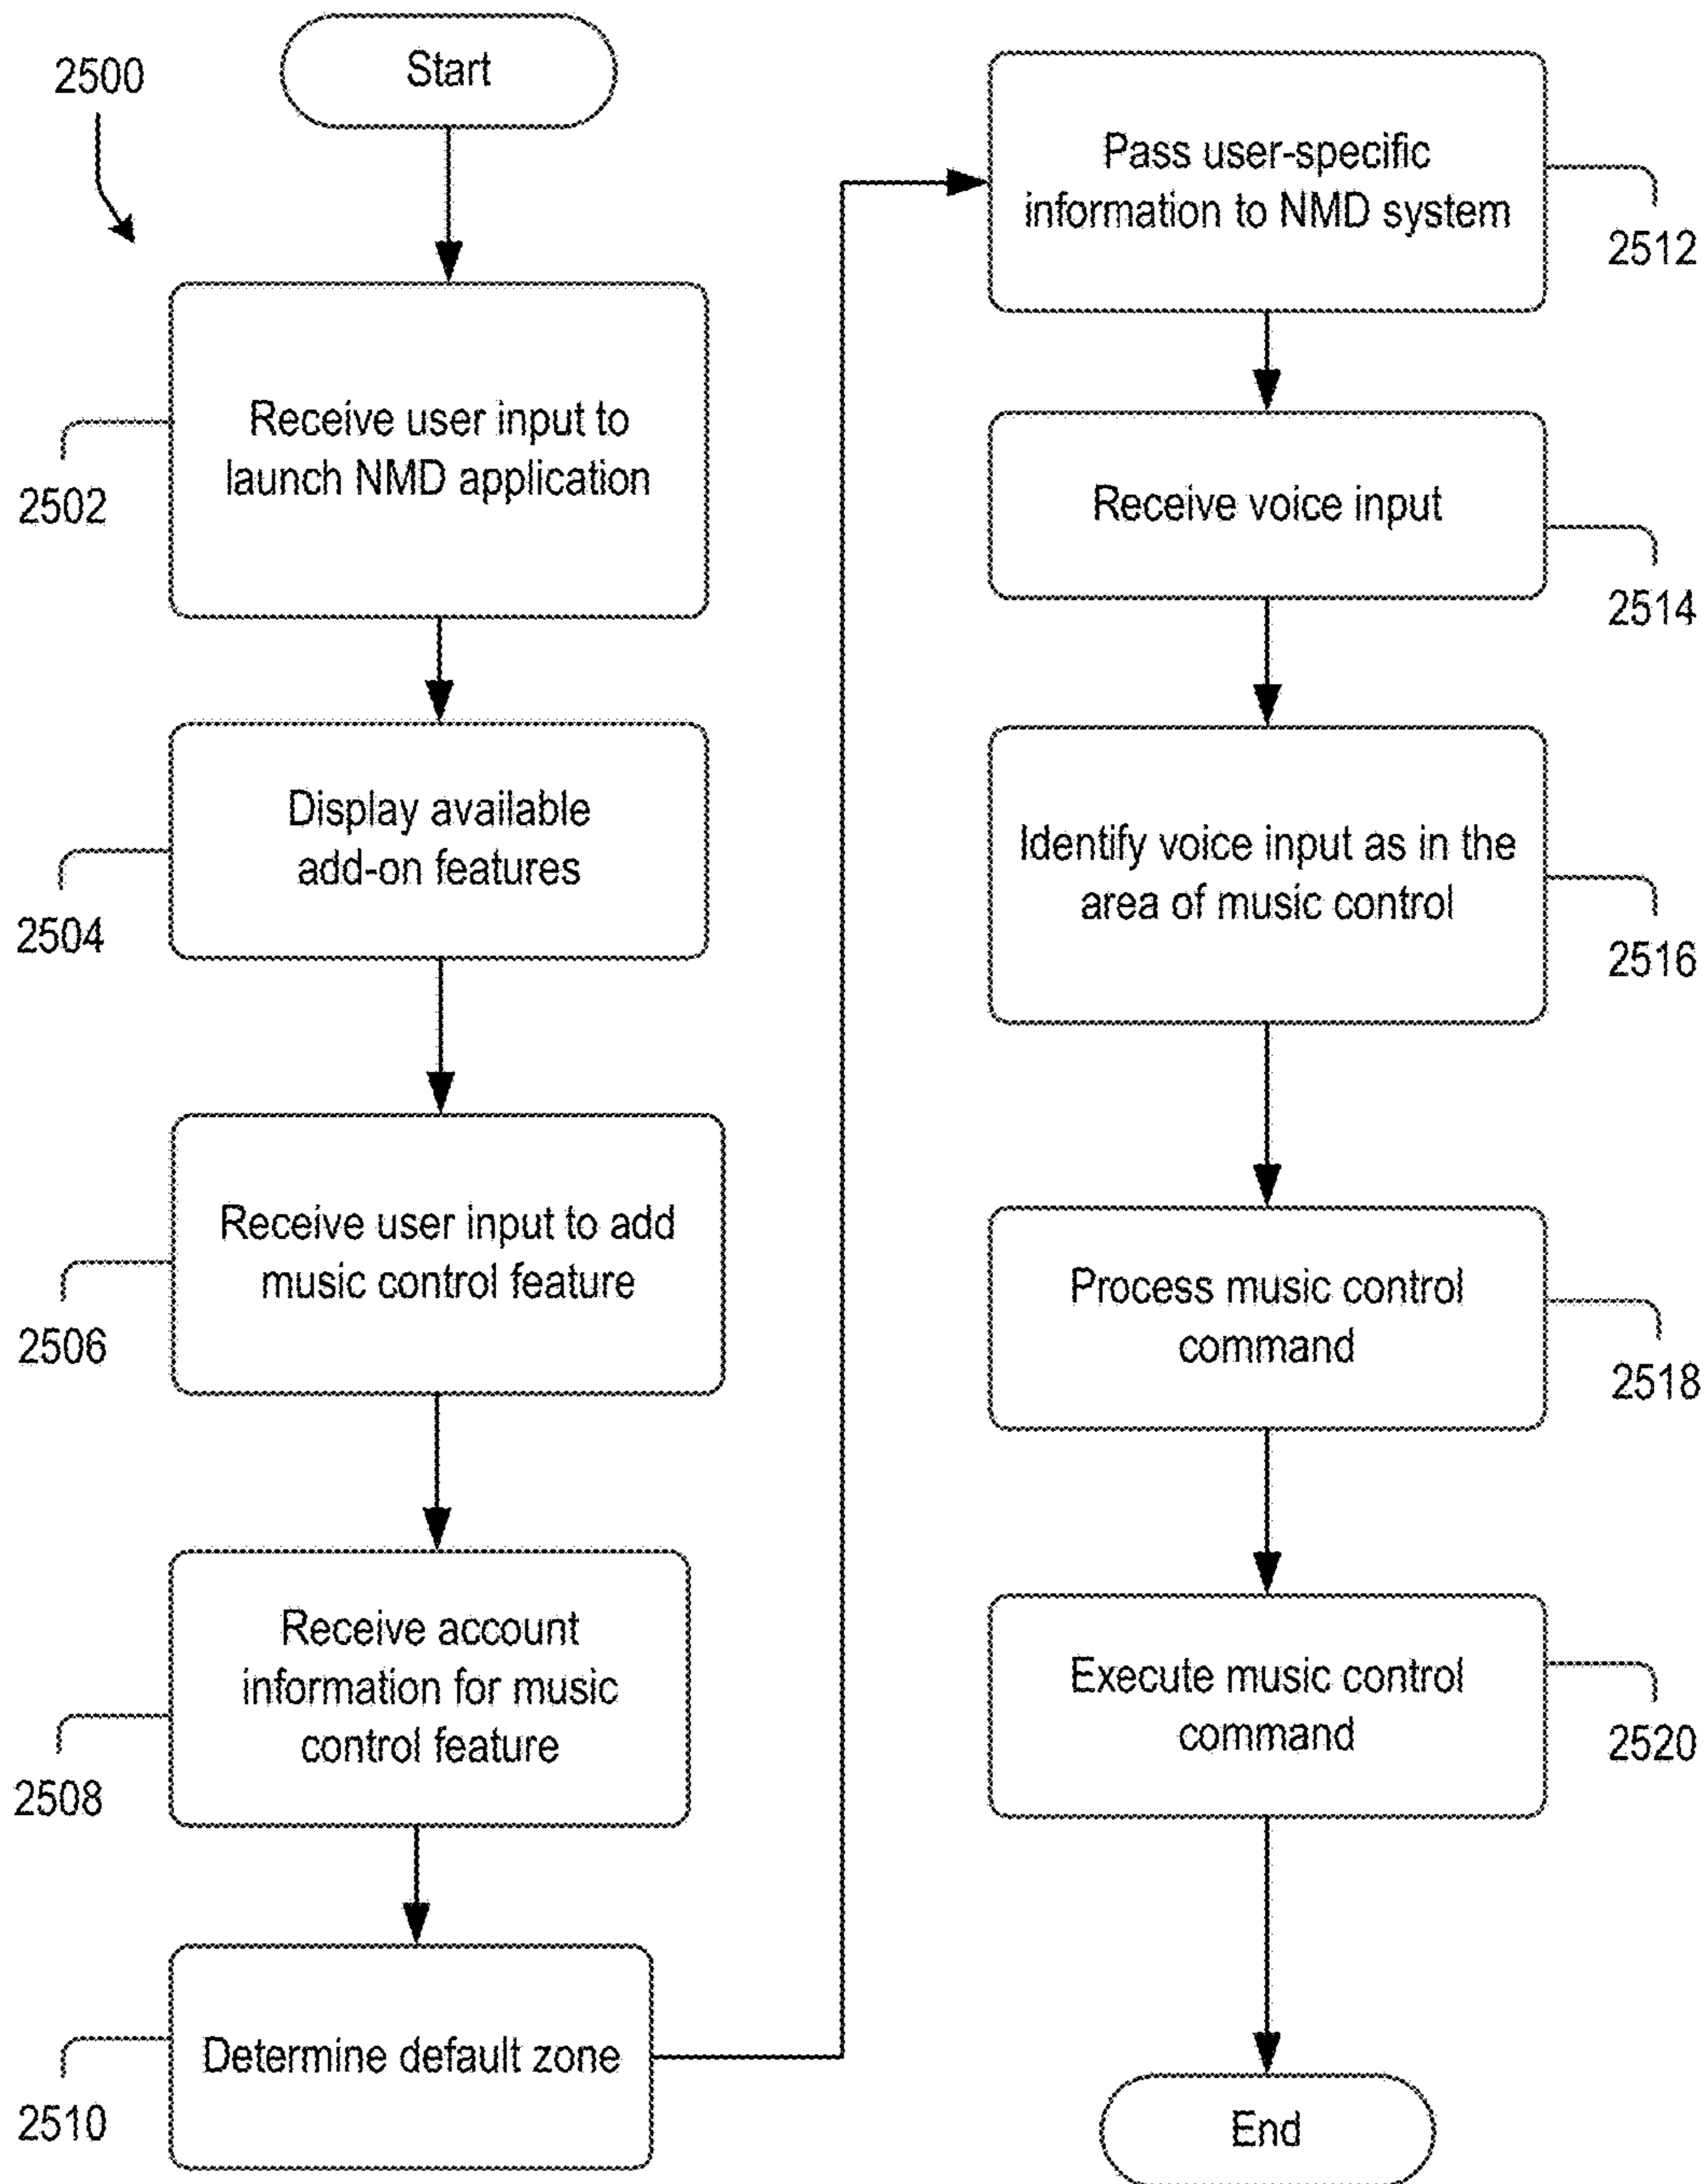 2500
Start
Receive user input to
launch NMD application
2502
Display available
add-on features
2504
Receive user input to add
music control feature
2506
Receive account
information for music
control feature
2508
Determine default zone
2510
Pass user-specific
information to NMD system
2512
Receive voice input
2514
Identify voice input as in the
area of music control
2516
Process music control
command
2518
Execute music control
command
2520
End